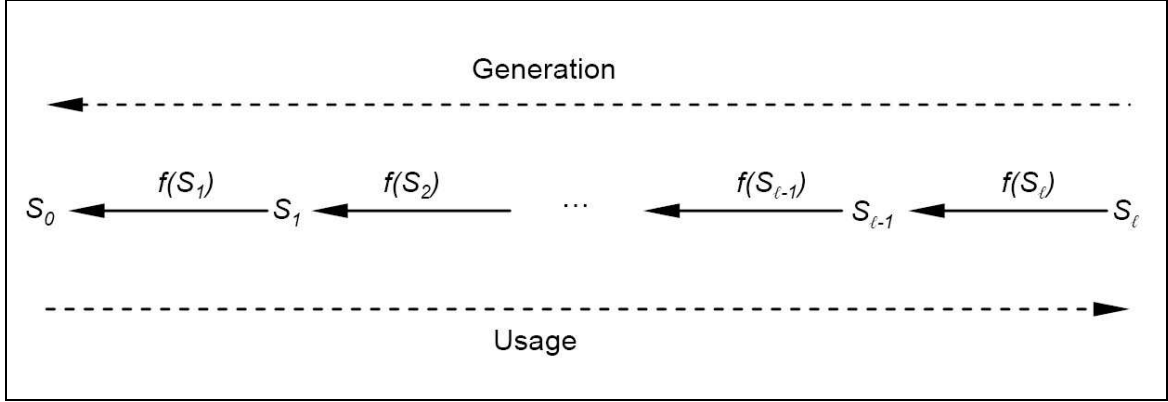 Generation
f(S₁) f(S₂) f(Sℓ₋₁) f(Sℓ)
S₀ S₁ ... Sℓ₋₁ Sℓ
Usage